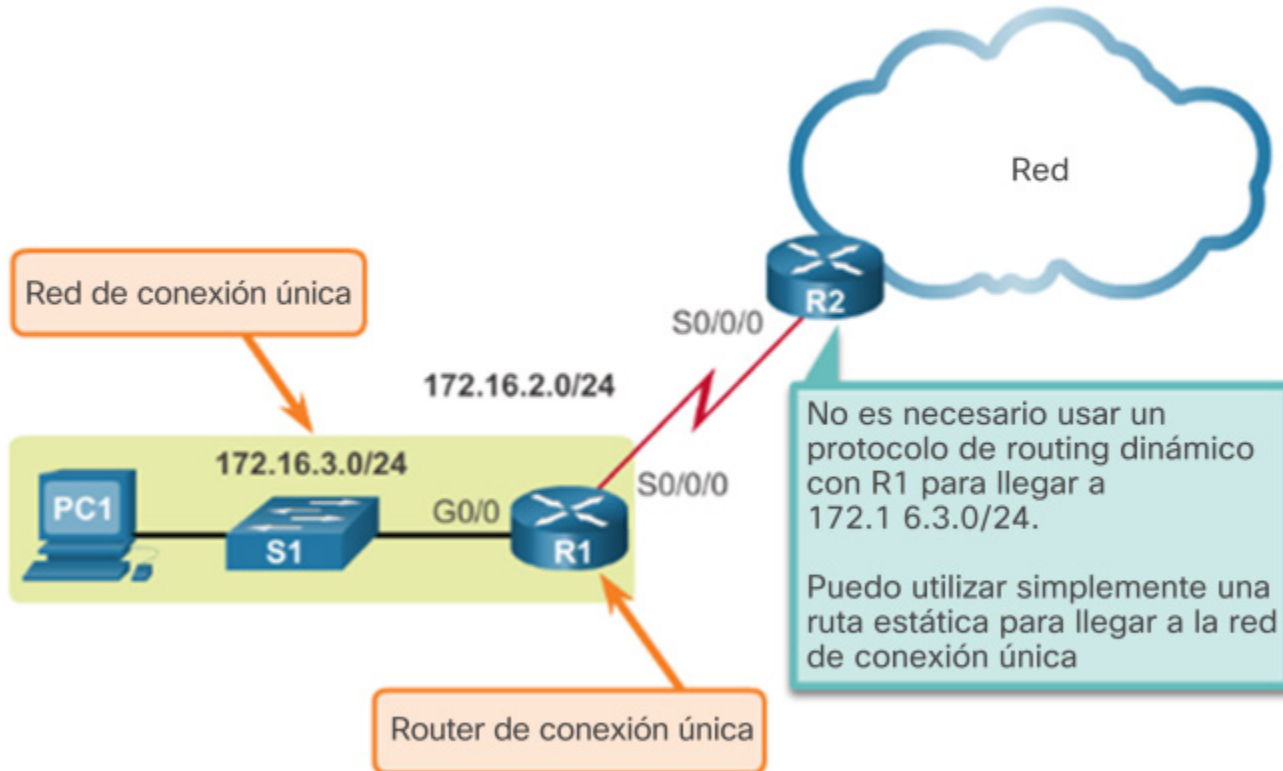 Red
Red de conexión única
R2
S0/0/0
172.16.2.0/24
No es necesario usar un
protocolo de routing dinámico
con R1 para llegar a
172.1 6.3.0/24.
Puedo utilizar simplemente una
ruta estática para llegar a la red
de conexión única
172.16.3.0/24
S0/0/0
PC1
G0/0
S1
R1
Router de conexión única